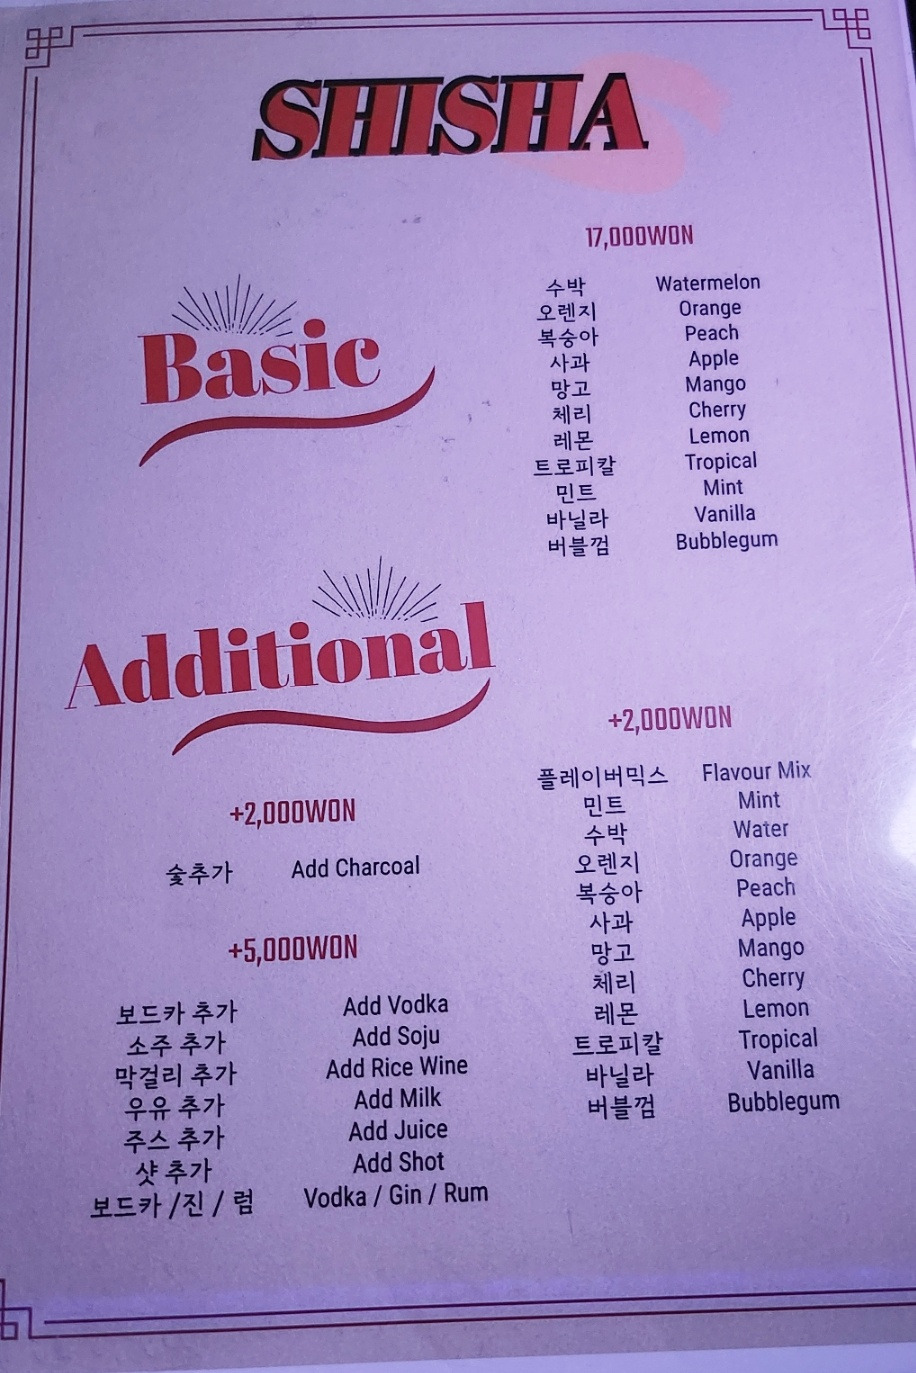 SHISHA
Basic
17,000WON
수박 Watermelon
오렌지 Orange
복숭아 Peach
사과 Apple
망고 Mango
체리 Cherry
레몬 Lemon
트로피칼 Tropical
민트 Mint
바닐라 Vanilla
버블껌 Bubblegum
Additional
+2,000WON
숯추가 Add Charcoal
+5,000WON
보드카 추가 Add Vodka
소주 추가 Add Soju
막걸리 추가 Add Rice Wine
우유 추가 Add Milk
주스 추가 Add Juice
샷 추가 Add Shot
보드카 /진 / 럼 Vodka / Gin / Rum
+2,000WON
플레이버믹스 Flavour Mix
민트 Mint
수박 Water
오렌지 Orange
복숭아 Peach
사과 Apple
망고 Mango
체리 Cherry
레몬 Lemon
트로피칼 Tropical
바닐라 Vanilla
버블껌 Bubblegum